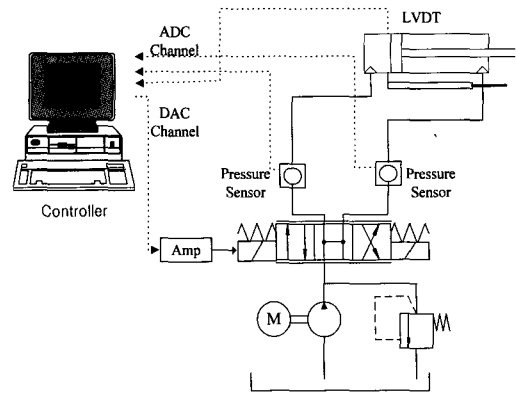 LVDT
ADC
Channel
DAC
Channel
Pressure
Sensor
Pressure
Sensor
Controller
Amp
M